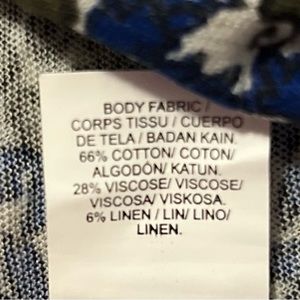 BODY FABRIC /
CORPS TISSU / CUERPO
DE TELA / BADAN KAIN.
66% COTTON/ COTON/
ALGODÓN/ KATUN.
28% VISCOSE/ VISCOSE/
VISCOSA/ VISKOSA.
6% LINEN / LIN/ LINO/
LINEN.